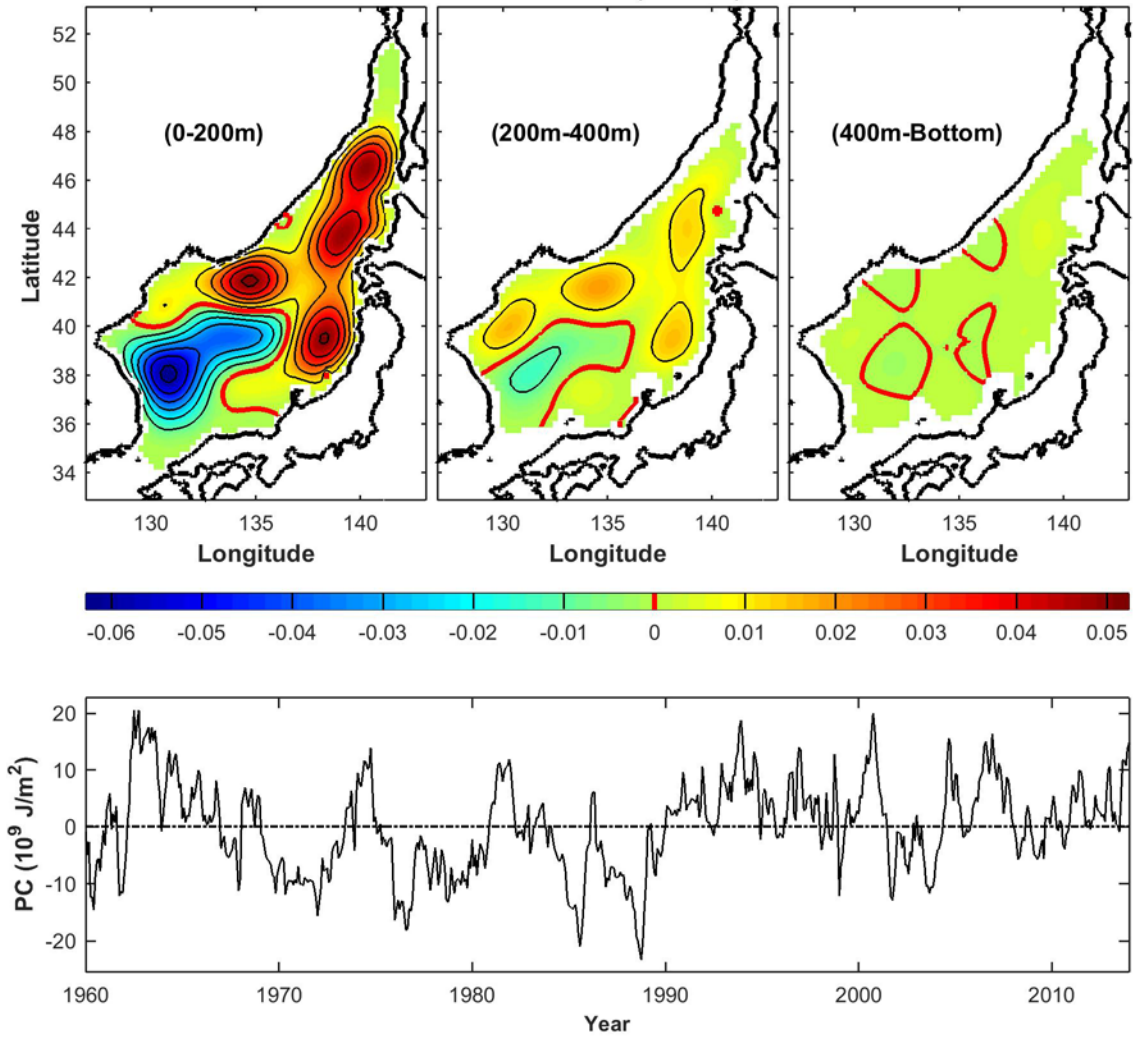 52
50
48
46
44
42
40
38
36
34
Latitude
(0-200m)
(200m-400m)
(400m-Bottom)
130 135 140
130 135 140
130 135 140
Longitude
Longitude
Longitude
-0.06 -0.05 -0.04 -0.03 -0.02 -0.01 0 0.01 0.02 0.03 0.04 0.05
PC (10⁹ J/m²)
20
10
0
-10
-20
1960 1970 1980 1990 2000 2010
Year